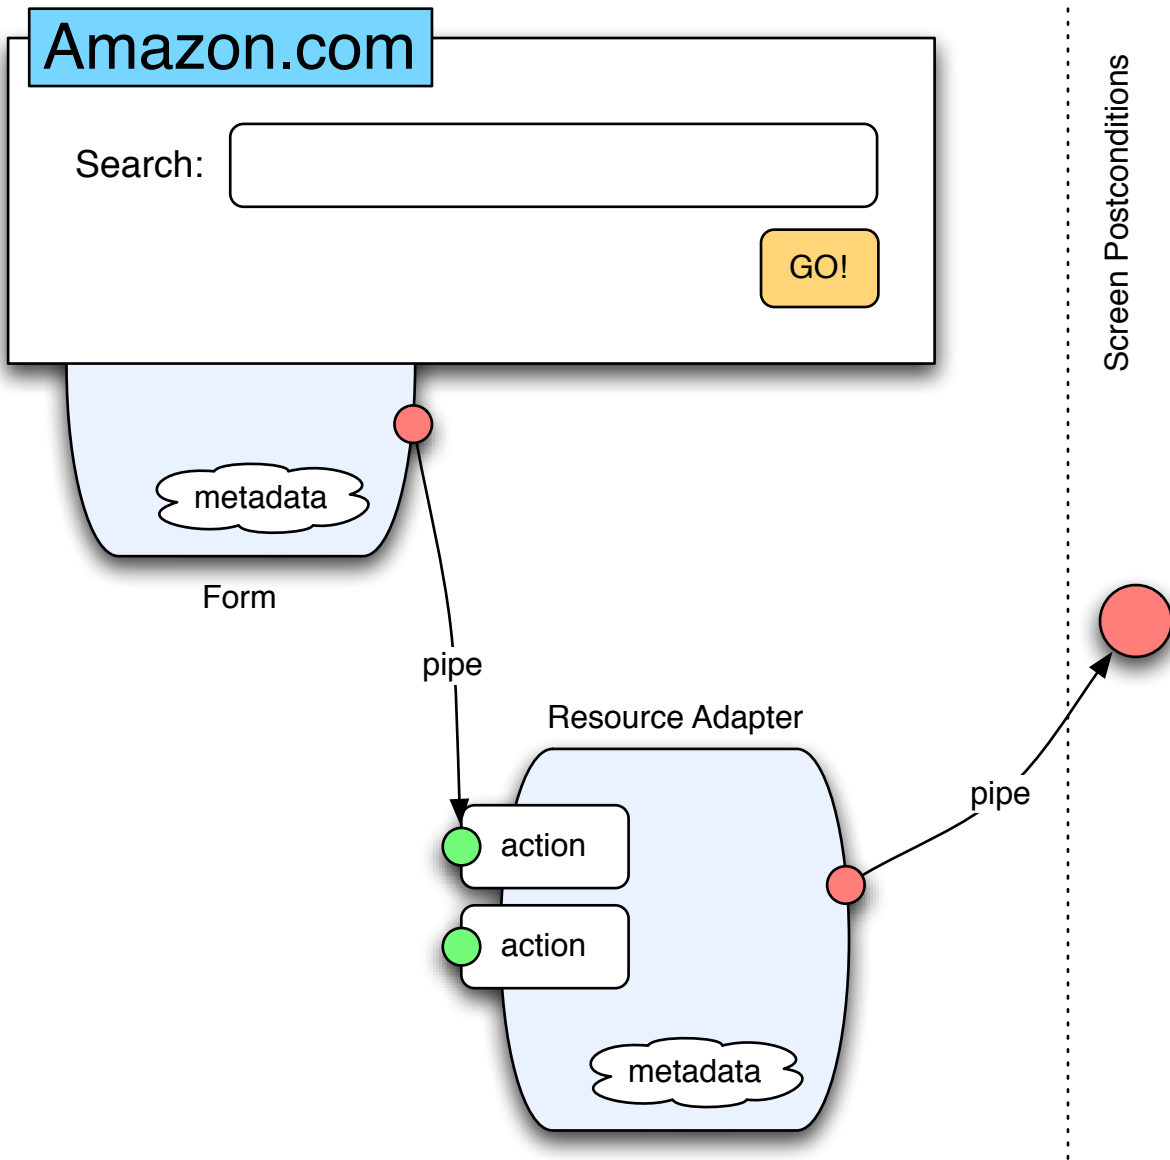 Amazon.com
Search:
GO!
Screen Postconditions
metadata
Form
pipe
Resource Adapter
pipe
action
action
metadata